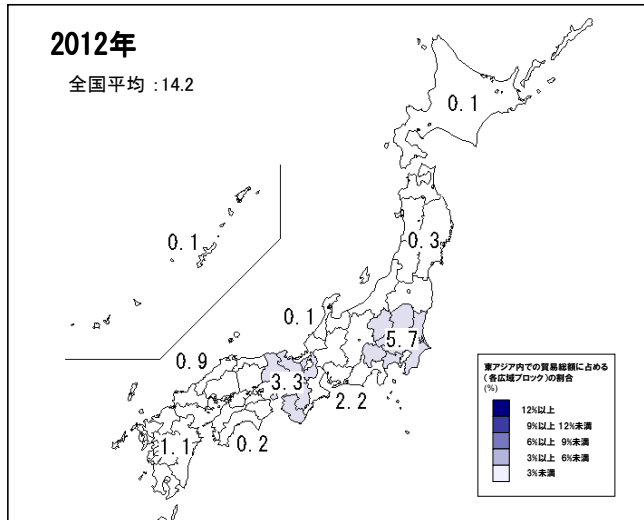 2012年
全国平均 :14.2
0.1
0.1
0.3
0.1
5.7
0.9
3.3
2.2
1.1
0.2
東アジア内での貿易総額に占める
(各広域ブロック)の割合
(%)
12%以上
9%以上 12%未満
6%以上 9%未満
3%以上 6%未満
3%未満